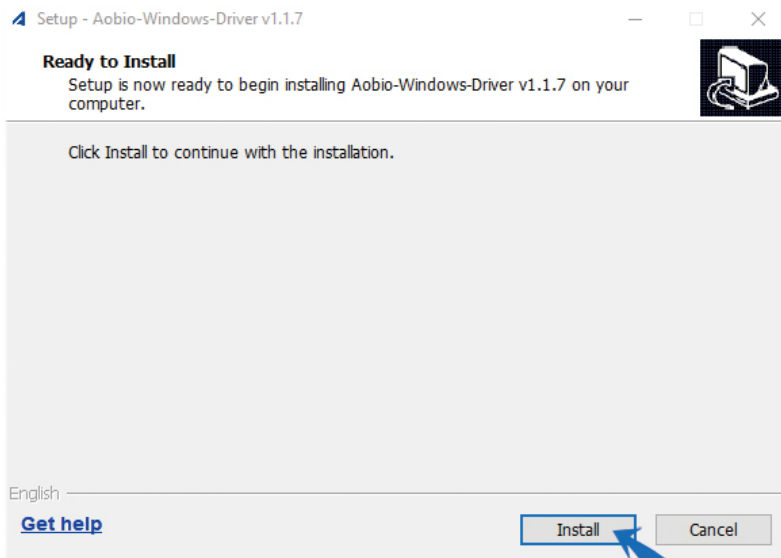 Setup - Aobio-Windows-Driver v1.1.7
Ready to Install
Setup is now ready to begin installing Aobio-Windows-Driver v1.1.7 on your
computer.
Click Install to continue with the installation.
English
Get help
Install
Cancel